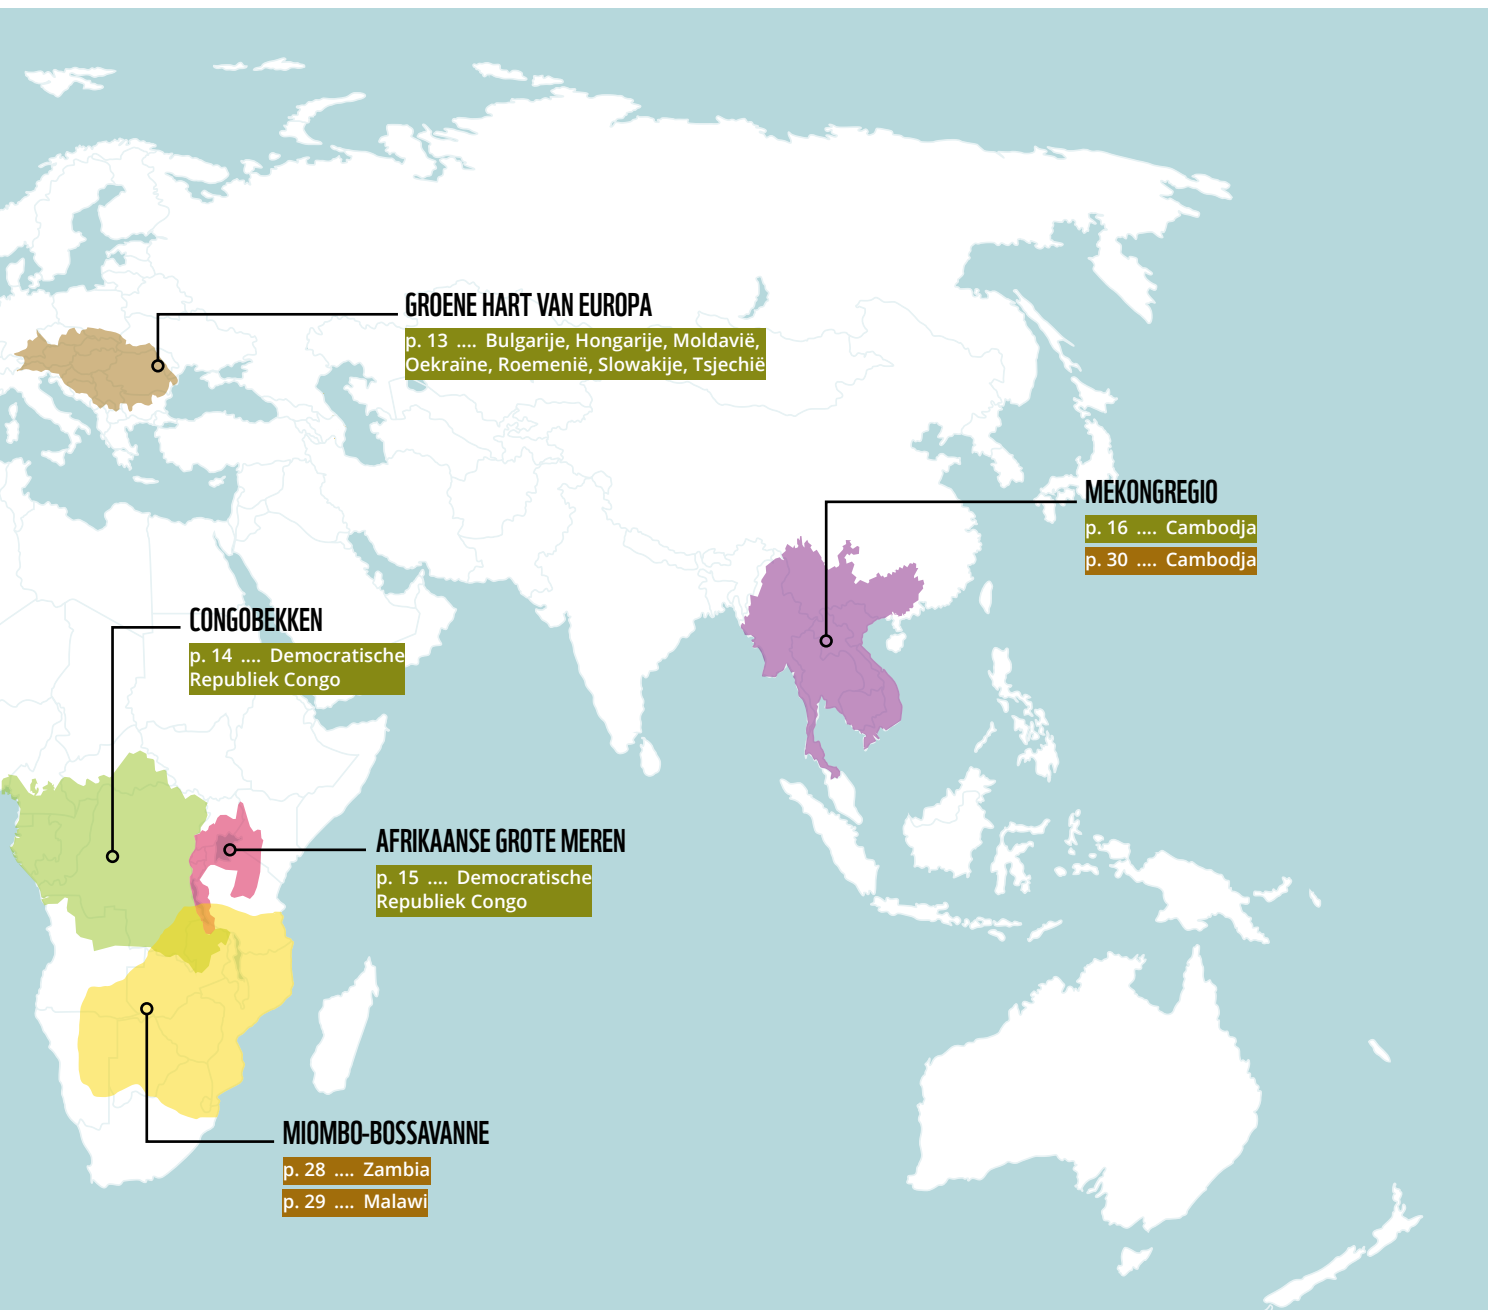 GROENE HART VAN EUROPA
p. 13 .... Bulgarije, Hongarije, Moldavië,
Oekraïne, Roemenië, Slowakije, Tsjechië
MEKONGREGIO
p. 16 .... Cambodja
p. 30 .... Cambodja
CONGOBEKKEN
p. 14 .... Democratische
Republiek Congo
AFRIKAANSE GROTE MEREN
p. 15 .... Democratische
Republiek Congo
MIOMBO-BOSSAVANNE
p. 28 .... Zambia
p. 29 .... Malawi